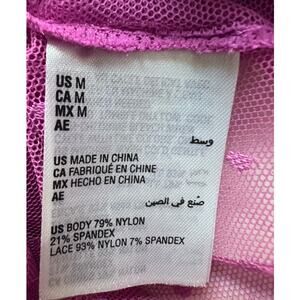 US M
CA M
MX M
AE
وسط
US MADE IN CHINA
CA FABRIQUÉ EN CHINE
MX HECHO EN CHINA
AE
صنع في الصين
US BODY 79% NYLON
21% SPANDEX
LACE 93% NYLON 7% SPANDEX